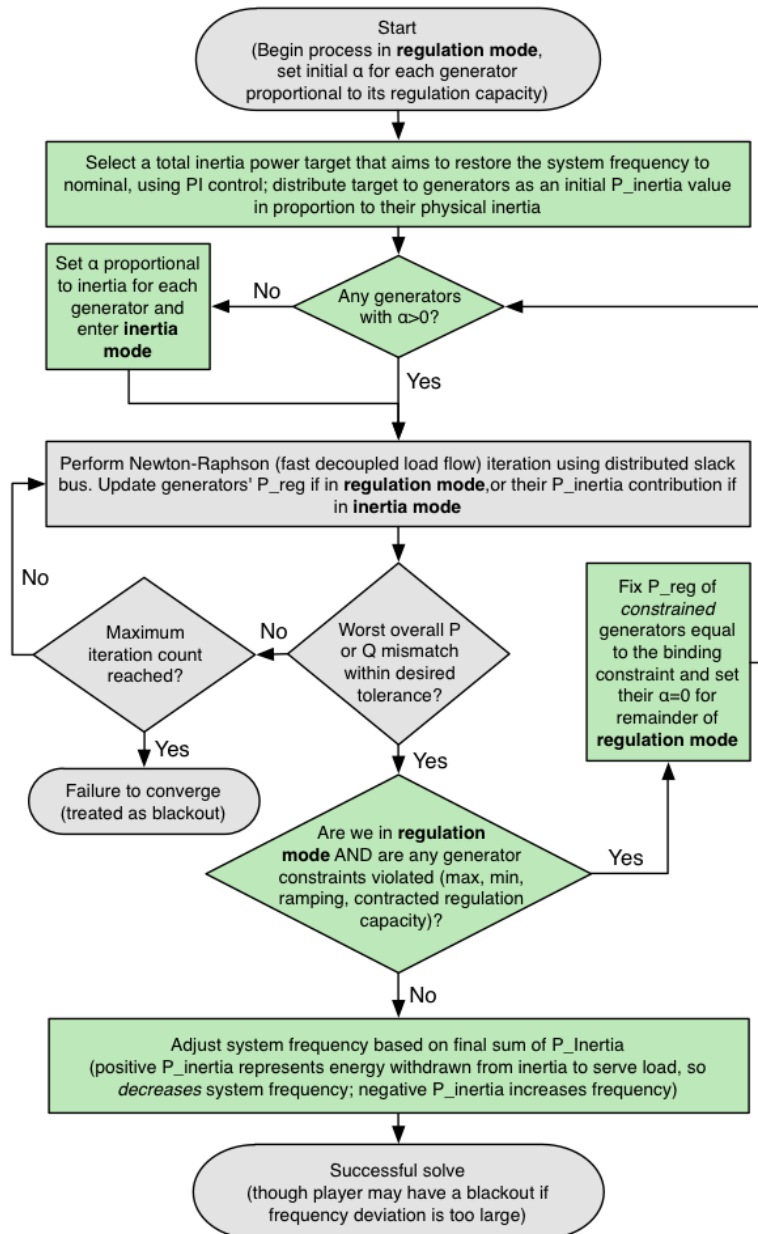 Start
(Begin process in regulation mode,
set initial α for each generator
proportional to its regulation capacity)
Select a total inertia power target that aims to restore the system frequency to
nominal, using PI control; distribute target to generators as an initial P_inertia value
in proportion to their physical inertia
Set α proportional
to inertia for each
generator and
enter inertia
mode
No
Any generators
with α>0?
Yes
Perform Newton-Raphson (fast decoupled load flow) iteration using distributed slack
bus. Update generators' P_reg if in regulation mode,or their P_inertia contribution if
in inertia mode
No
Maximum
iteration count
reached?
No
Worst overall P
or Q mismatch
within desired
tolerance?
Fix P_reg of
constrained
generators equal
to the binding
constraint and set
their α=0 for
remainder of
regulation mode
Yes
Yes
Failure to converge
(treated as blackout)
Are we in regulation
mode AND are any generator
constraints violated (max, min,
ramping, contracted regulation
capacity)?
Yes
No
Adjust system frequency based on final sum of P_Inertia
(positive P_inertia represents energy withdrawn from inertia to serve load, so
decreases system frequency; negative P_inertia increases frequency)
Successful solve
(though player may have a blackout if
frequency deviation is too large)